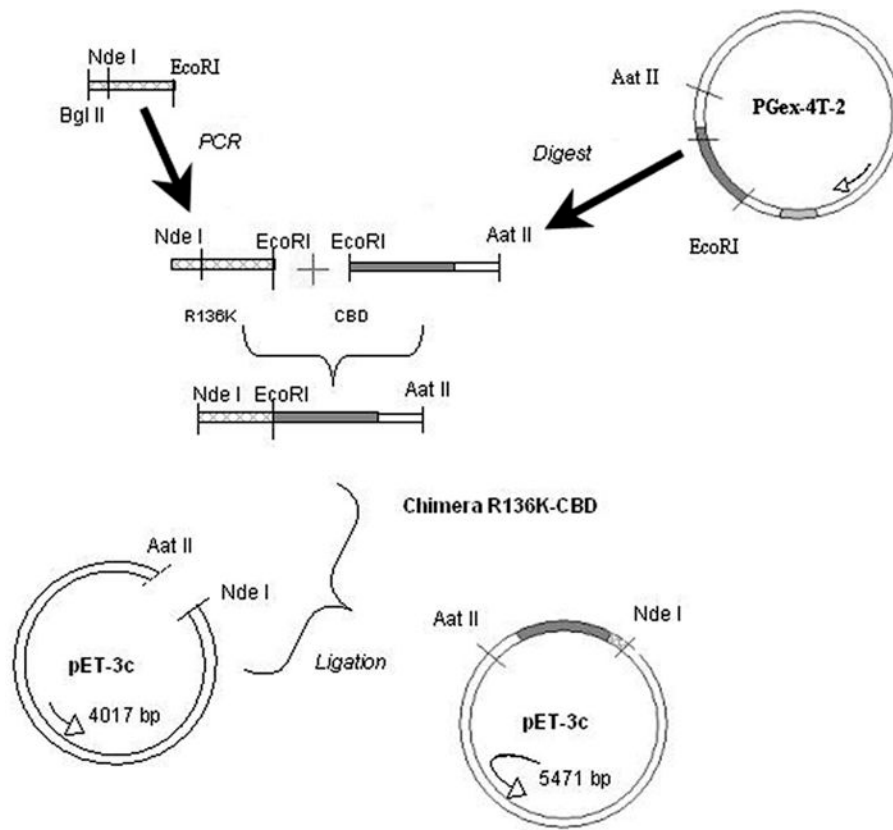 Nde I
EcoRI
Bgl II
PCR
Aat II
PGex-4T-2
Digest
EcoRI
Nde I
EcoRI
EcoRI
Aat II
R136K
CBD
Nde I
EcoRI
Aat II
Chimera R136K-CBD
Aat II
Nde I
pET-3c
4017 bp
Ligation
Aat II
Nde I
pET-3c
5471 bp